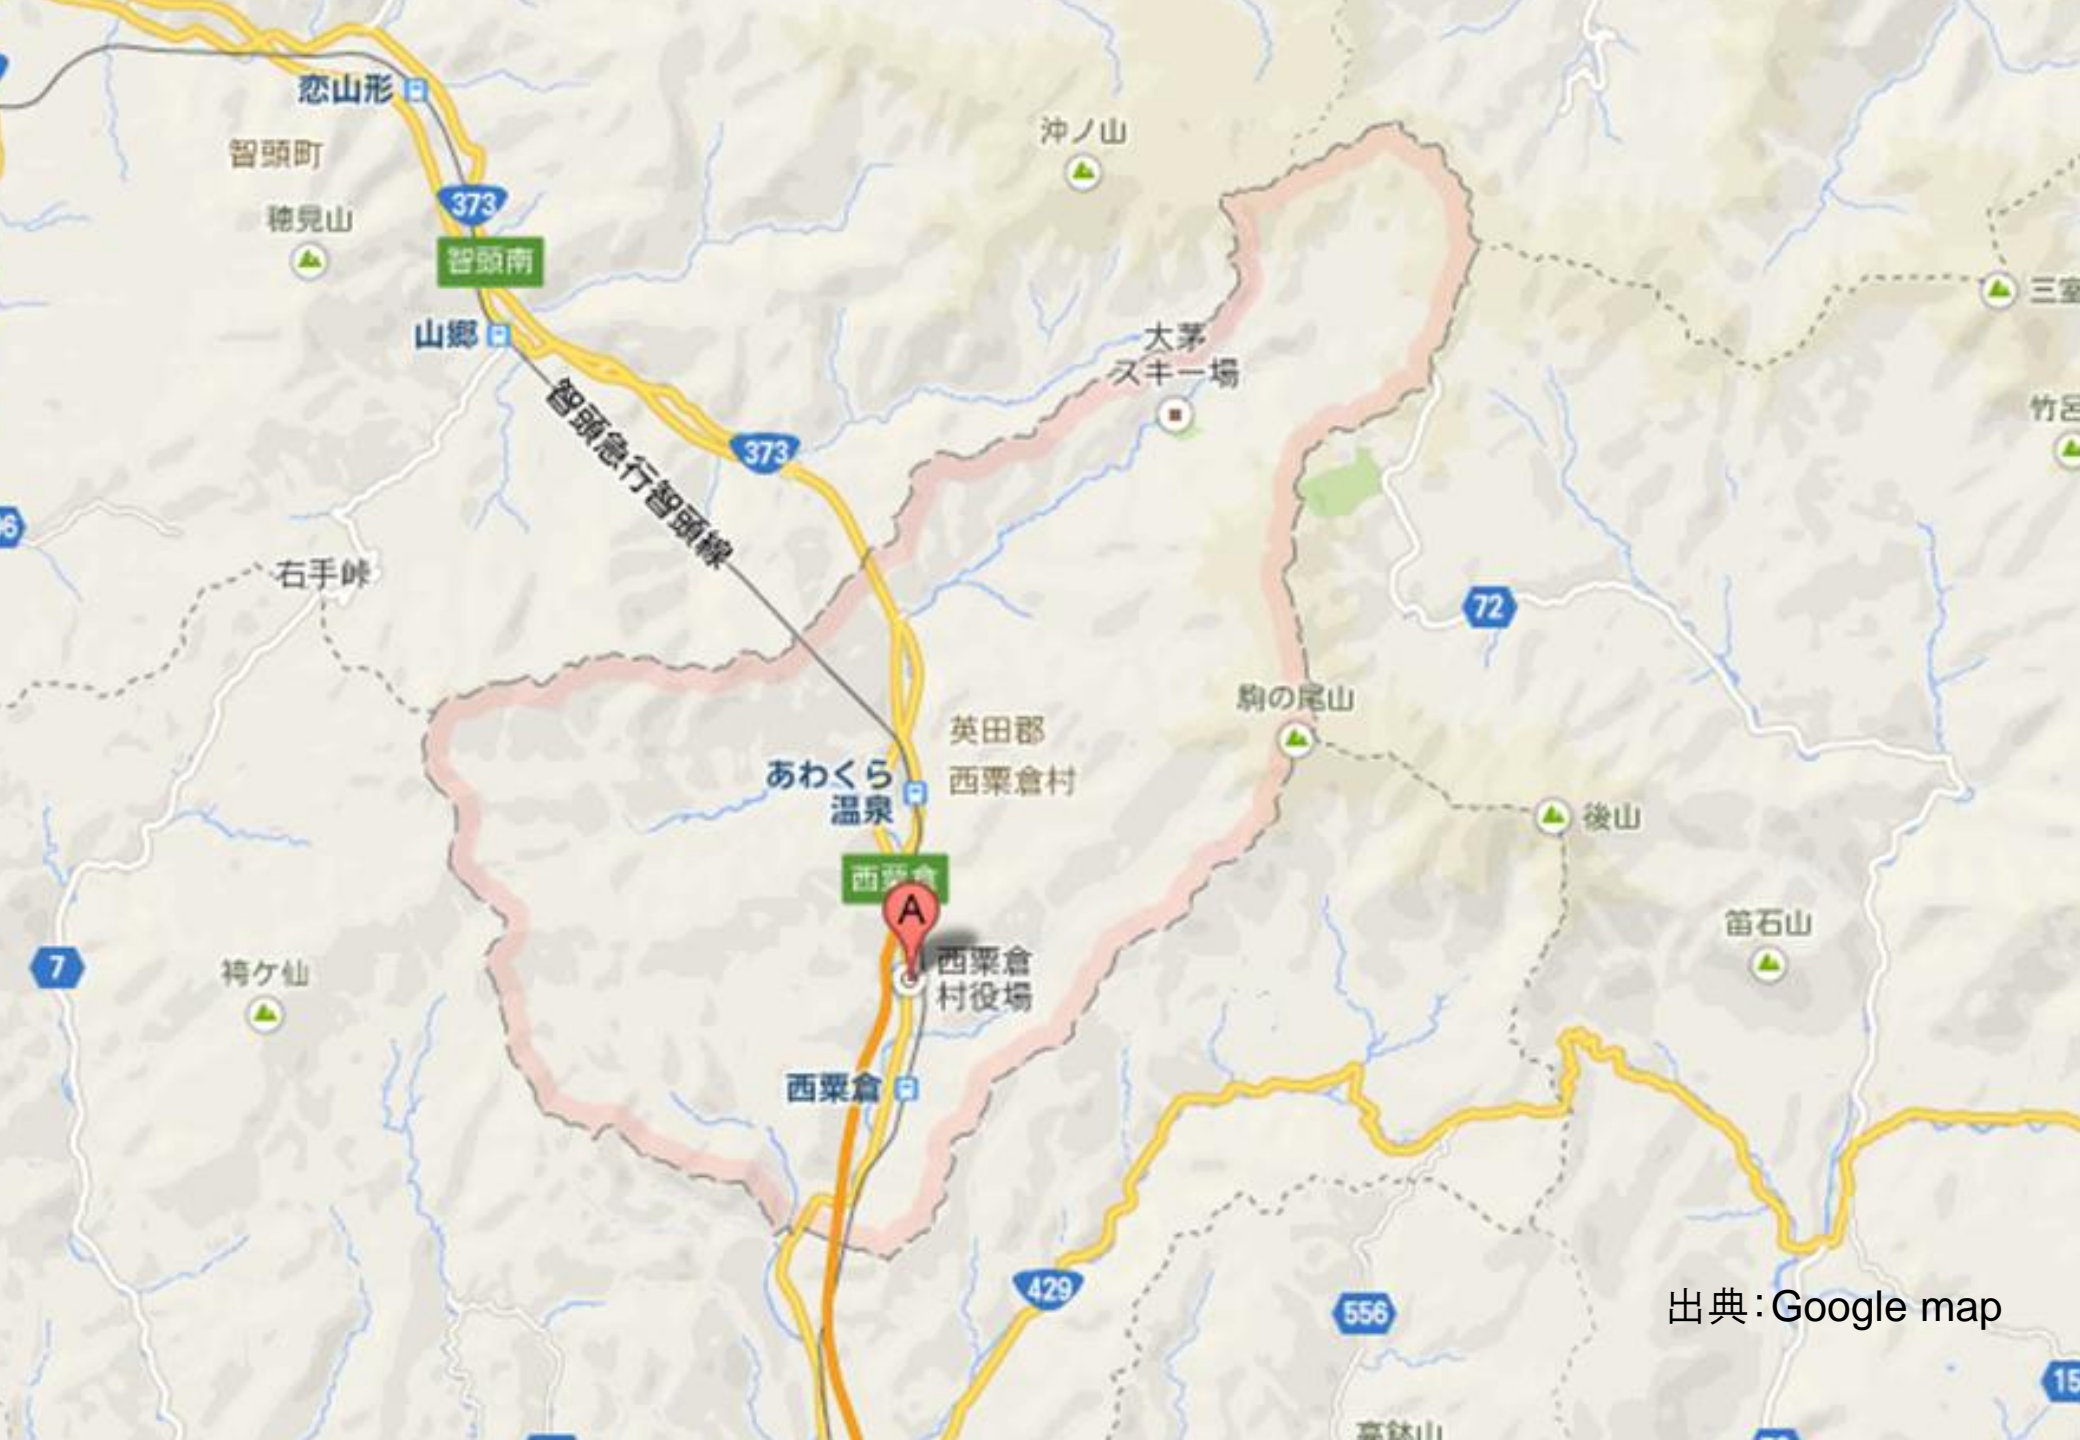 恋山形
智頭町
沖ノ山
373
穂見山
智頭南
三室
山郷
大茅
スキー場
智頭急行智頭線
373
竹呂
右手峠
72
駒の尾山
英田郡
西粟倉村
あわくら
温泉
後山
西粟倉
A
笛石山
西粟倉
村役場
7
袴ケ仙
西粟倉
429
556
出典：Google map
15
高鉢山